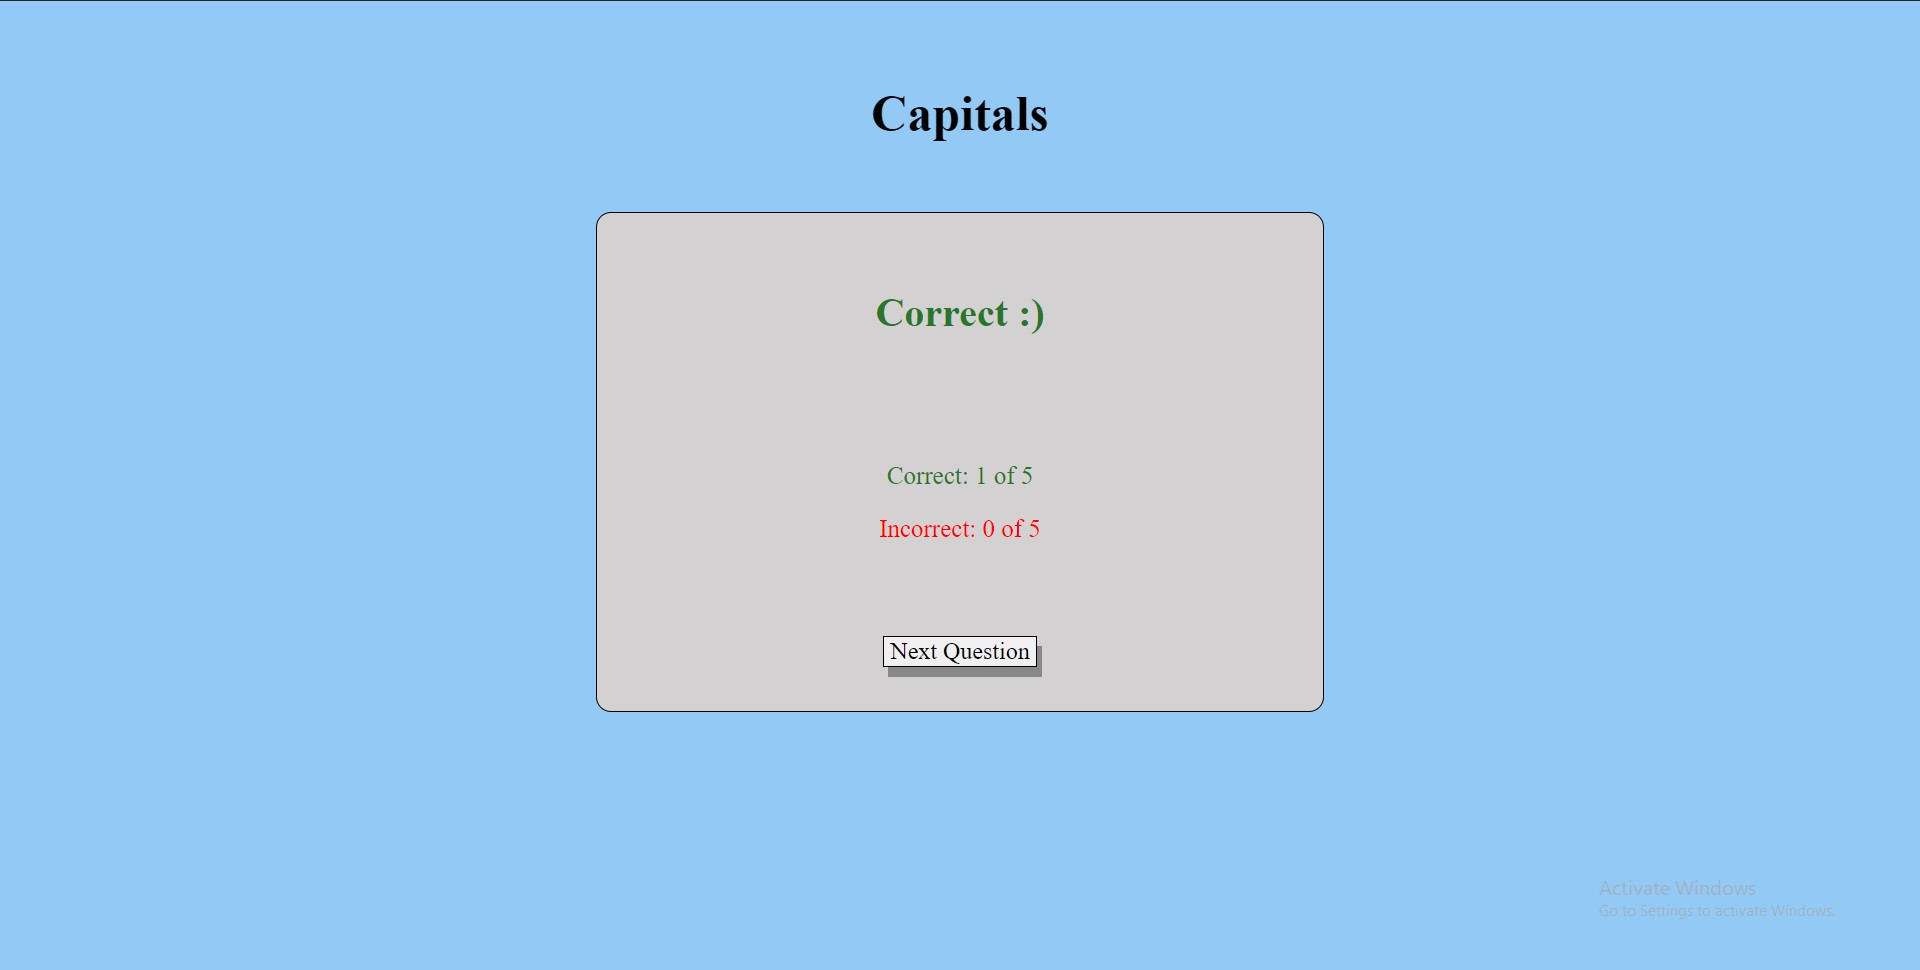 Capitals
Correct :)
Correct: 1 of 5
Incorrect: 0 of 5
Next Question
Activate Windows
Go to Settings to activate Windows.